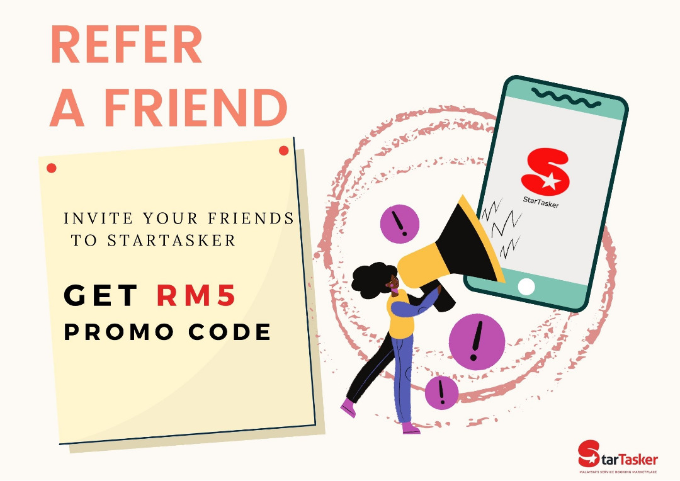 REFER
A FRIEND
INVITE YOUR FRIENDS
TO STARTASKER
GET RM5
PROMO CODE
StarTasker
StarTasker